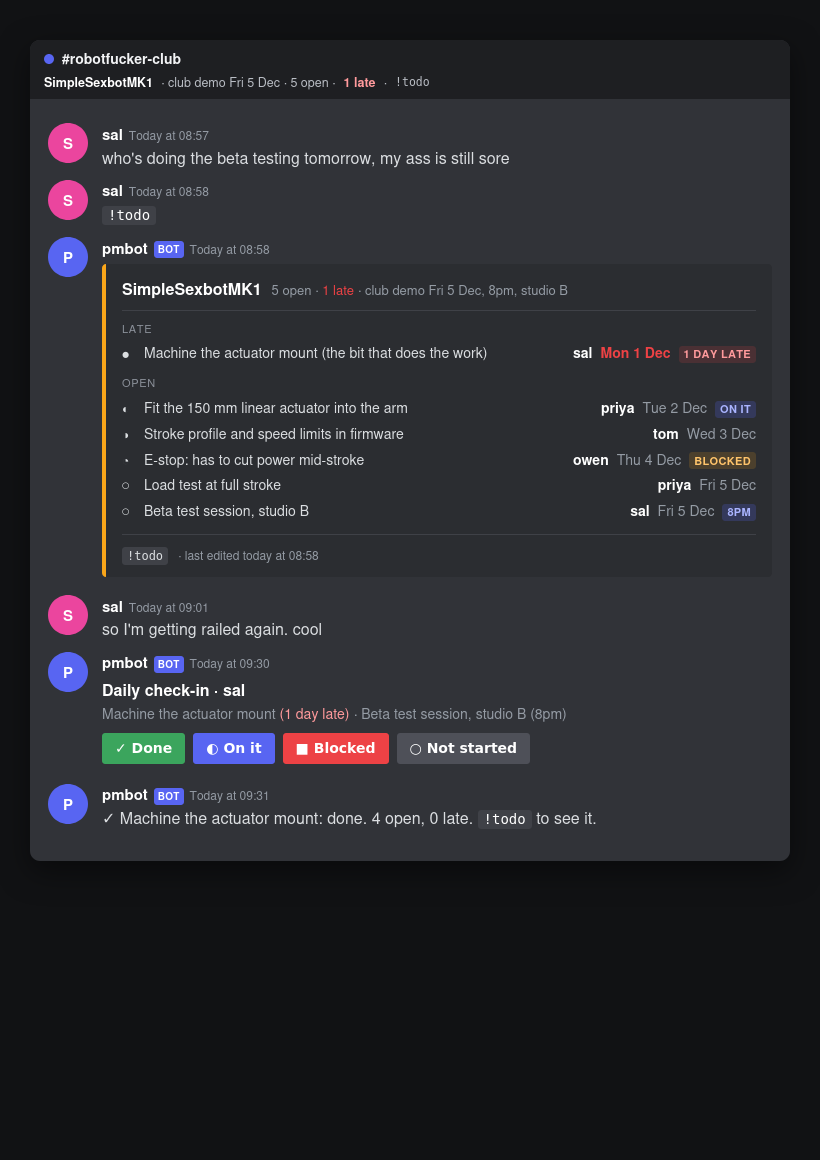 #robotfucker-club
SimpleSexbotMK1 · club demo Fri 5 Dec · 5 open · 1 late · !todo
S
sal Today at 08:57
who's doing the beta testing tomorrow, my ass is still sore
S
sal Today at 08:58
!todo
P
pmbot BOT Today at 08:58
SimpleSexbotMK1 5 open · 1 late · club demo Fri 5 Dec, 8pm, studio B
LATE
● Machine the actuator mount (the bit that does the work) sal Mon 1 Dec 1 DAY LATE
OPEN
Fit the 150 mm linear actuator into the arm priya Tue 2 Dec ON IT
Stroke profile and speed limits in firmware tom Wed 3 Dec
E-stop: has to cut power mid-stroke owen Thu 4 Dec BLOCKED
○ Load test at full stroke priya Fri 5 Dec
○ Beta test session, studio B sal Fri 5 Dec 8PM
!todo · last edited today at 08:58
S
sal Today at 09:01
so I'm getting railed again. cool
P
pmbot BOT Today at 09:30
Daily check-in · sal
Machine the actuator mount (1 day late) · Beta test session, studio B (8pm)
✓ Done ◐ On it ■ Blocked ○ Not started
P
pmbot BOT Today at 09:31
✓ Machine the actuator mount: done. 4 open, 0 late. !todo to see it.